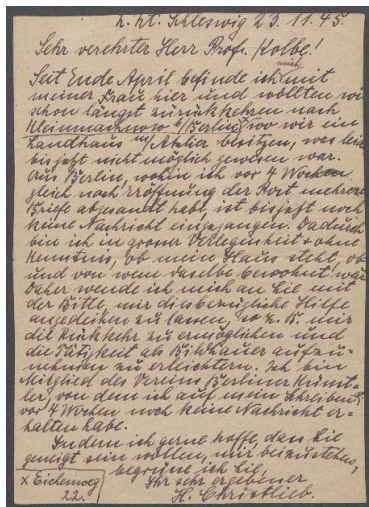 z. Zt. Schleswig 23.11.45.
Sehr verehrter Herr Prof. Kolbe!
Seit Ende April befinde ich mich mit
meiner Frau hier und wollten wir
schon längst zurückkehren nach
Kleinmachnow b/Berlin, wo wir ein
Landhaus m/Atelier besitzen, was leider
bis jetzt nicht möglich gewesen war.
Aus Berlin, wohin ich vor 4 Wochen
gleich nach Eröffnung der Post mehrere
Briefe abgesandt habe, ist bis jetzt noch
keine Nachricht eingegangen. Dadurch
bin ich in grosser Verlegenheit u. ohne
Kenntnis, ob mein Haus steht, ob
und von wem dasselbe bewohnt wird.
Daher wende ich mich an Sie mit
der Bitte, mir diesbezügliche Hilfe
angedeihen zu lassen, so z. B. mir
die Rückkehr zu ermöglichen und
die Tätigkeit als Bildhauer aufzu-
nehmen zu erleichtern. Ich bin
Mitglied des Vereins Berliner Künst-
ler, von dem ich auf mein Schreiben
vor 4 Wochen noch keine Nachricht er-
halten habe.
Indem ich gerne hoffe, dass Sie
geneigt sein wollen, mir beizustehen,
begrüsse ich Sie,
Ihr sehr ergebener
H. Christlieb.
x Eichenweg
22.